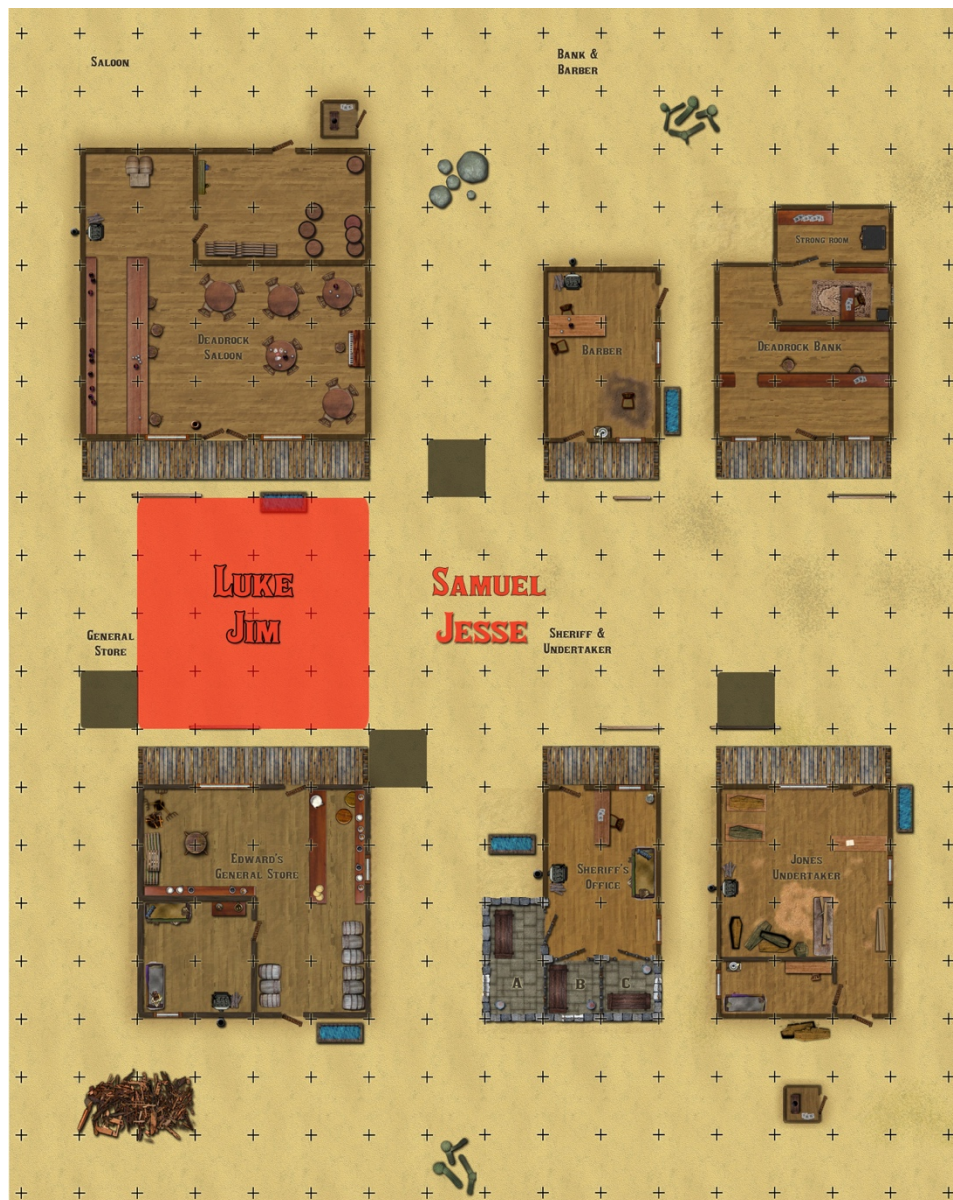 Saloon
Bank &
Barber
Strong room
Deadrock
Saloon
Barber
Deadrock Bank
Luke
Jim
Samuel
Jesse
General
Store
Sheriff &
Undertaker
Edward's
General Store
Sheriff's
Office
Jones
Undertaker
A
B
C